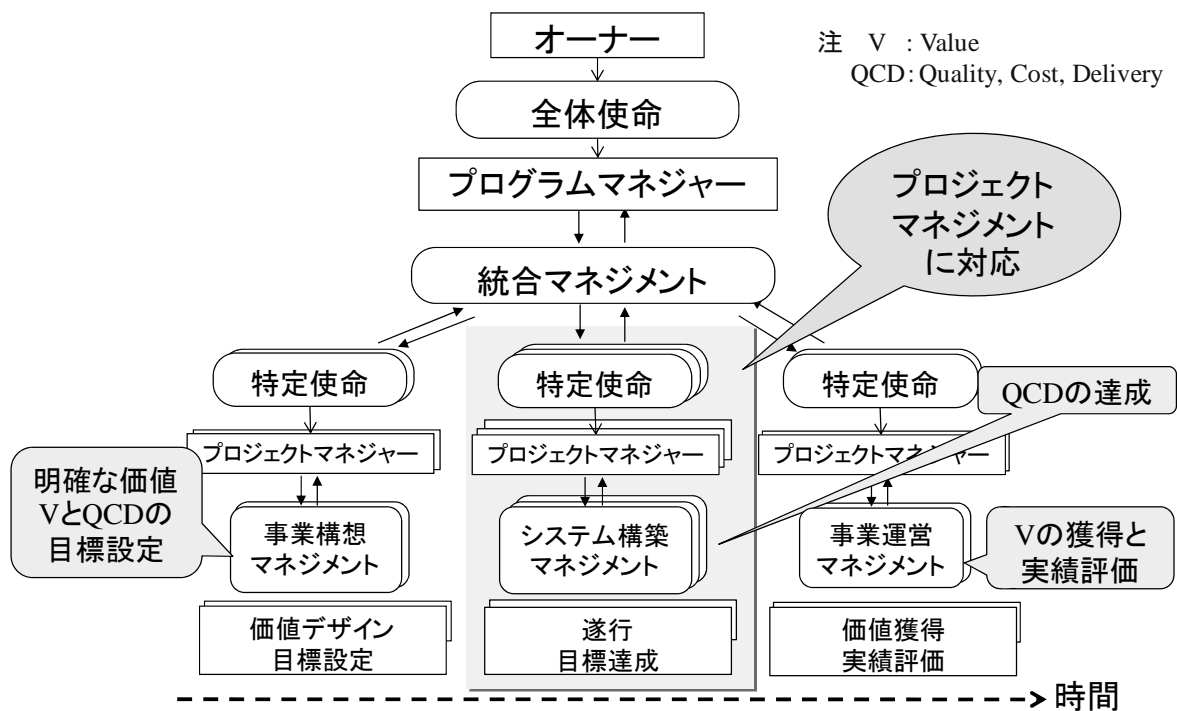 オーナー
注 V : Value
QCD：Quality, Cost, Delivery
全体使命
プログラムマネジャー
プロジェクト
マネジメント
に対応
統合マネジメント
特定使命
特定使命
特定使命
QCDの達成
プロジェクトマネジャー
プロジェクトマネジャー
プロジェクトマネジャー
明確な価値
VとQCDの
目標設定
事業構想
マネジメント
システム構築
マネジメント
事業運営
マネジメント
Vの獲得と
実績評価
価値デザイン
目標設定
遂行
目標達成
価値獲得
実績評価
時間